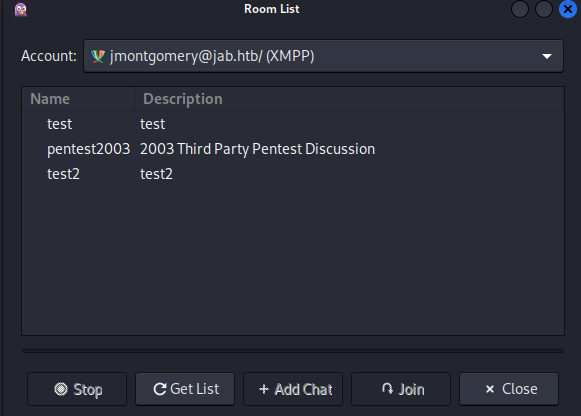 Room List
Account: jmontgomery@jab.htb/ (XMPP)
Name Description
test test
pentest2003 2003 Third Party Pentest Discussion
test2 test2
Stop Get List Add Chat Join Close